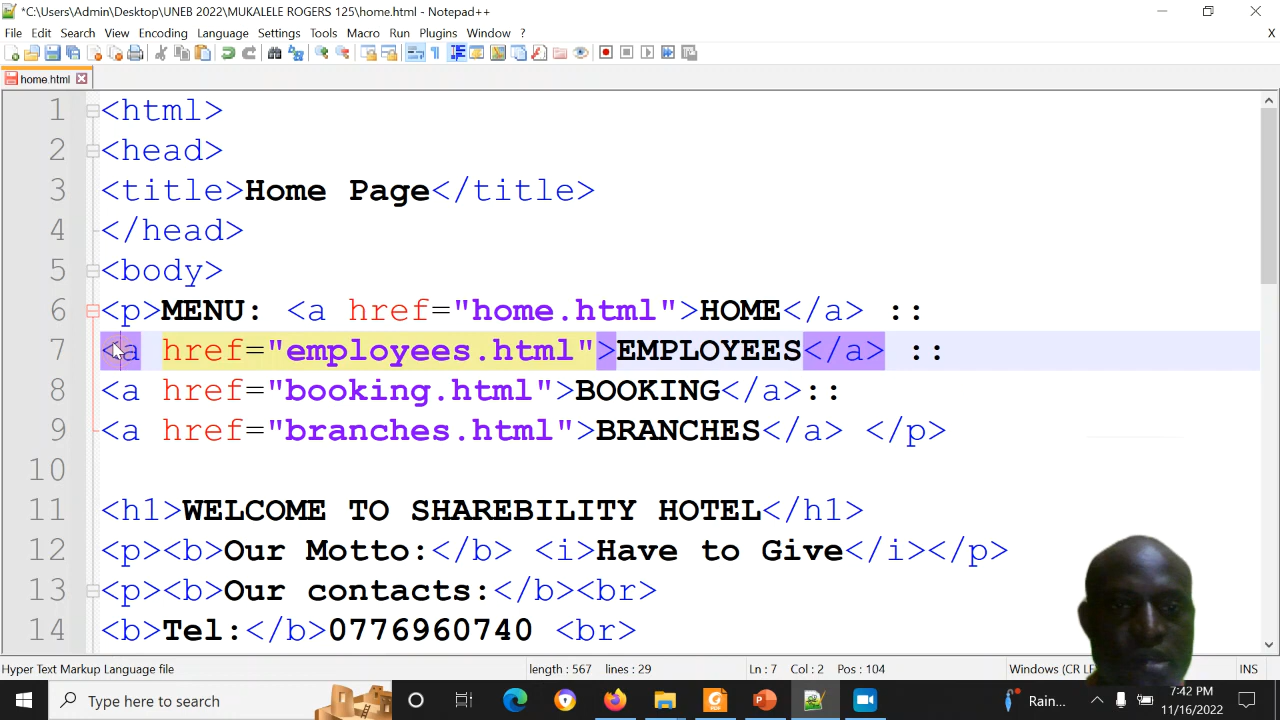 *C:\Users\Admin\Desktop\UNEB 2022\MUKALELE ROGERS 125\home.html - Notepad++
File Edit Search View Encoding Language Settings Tools Macro Run Plugins Window ? X
home.html
1 <html>
2 <head>
3 <title>Home Page</title>
4 </head>
5 <body>
6 <p>MENU: <a href="home.html">HOME</a> ::
7 <a href="employees.html">EMPLOYEES</a> ::
8 <a href="booking.html">BOOKING</a>::
9 <a href="branches.html">BRANCHES</a> </p>
10
11 <h1>WELCOME TO SHAREBILITY HOTEL</h1>
12 <p><b>Our Motto:</b> <i>Have to Give</i></p>
13 <p><b>Our contacts:</b><br>
14 <b>Tel:</b>0776960740 <br>
Hyper Text Markup Language file length : 567 lines : 29 Ln : 7 Col : 2 Pos : 104 Windows (CR LF INS
Type here to search Rain... 7:42 PM
11/16/2022